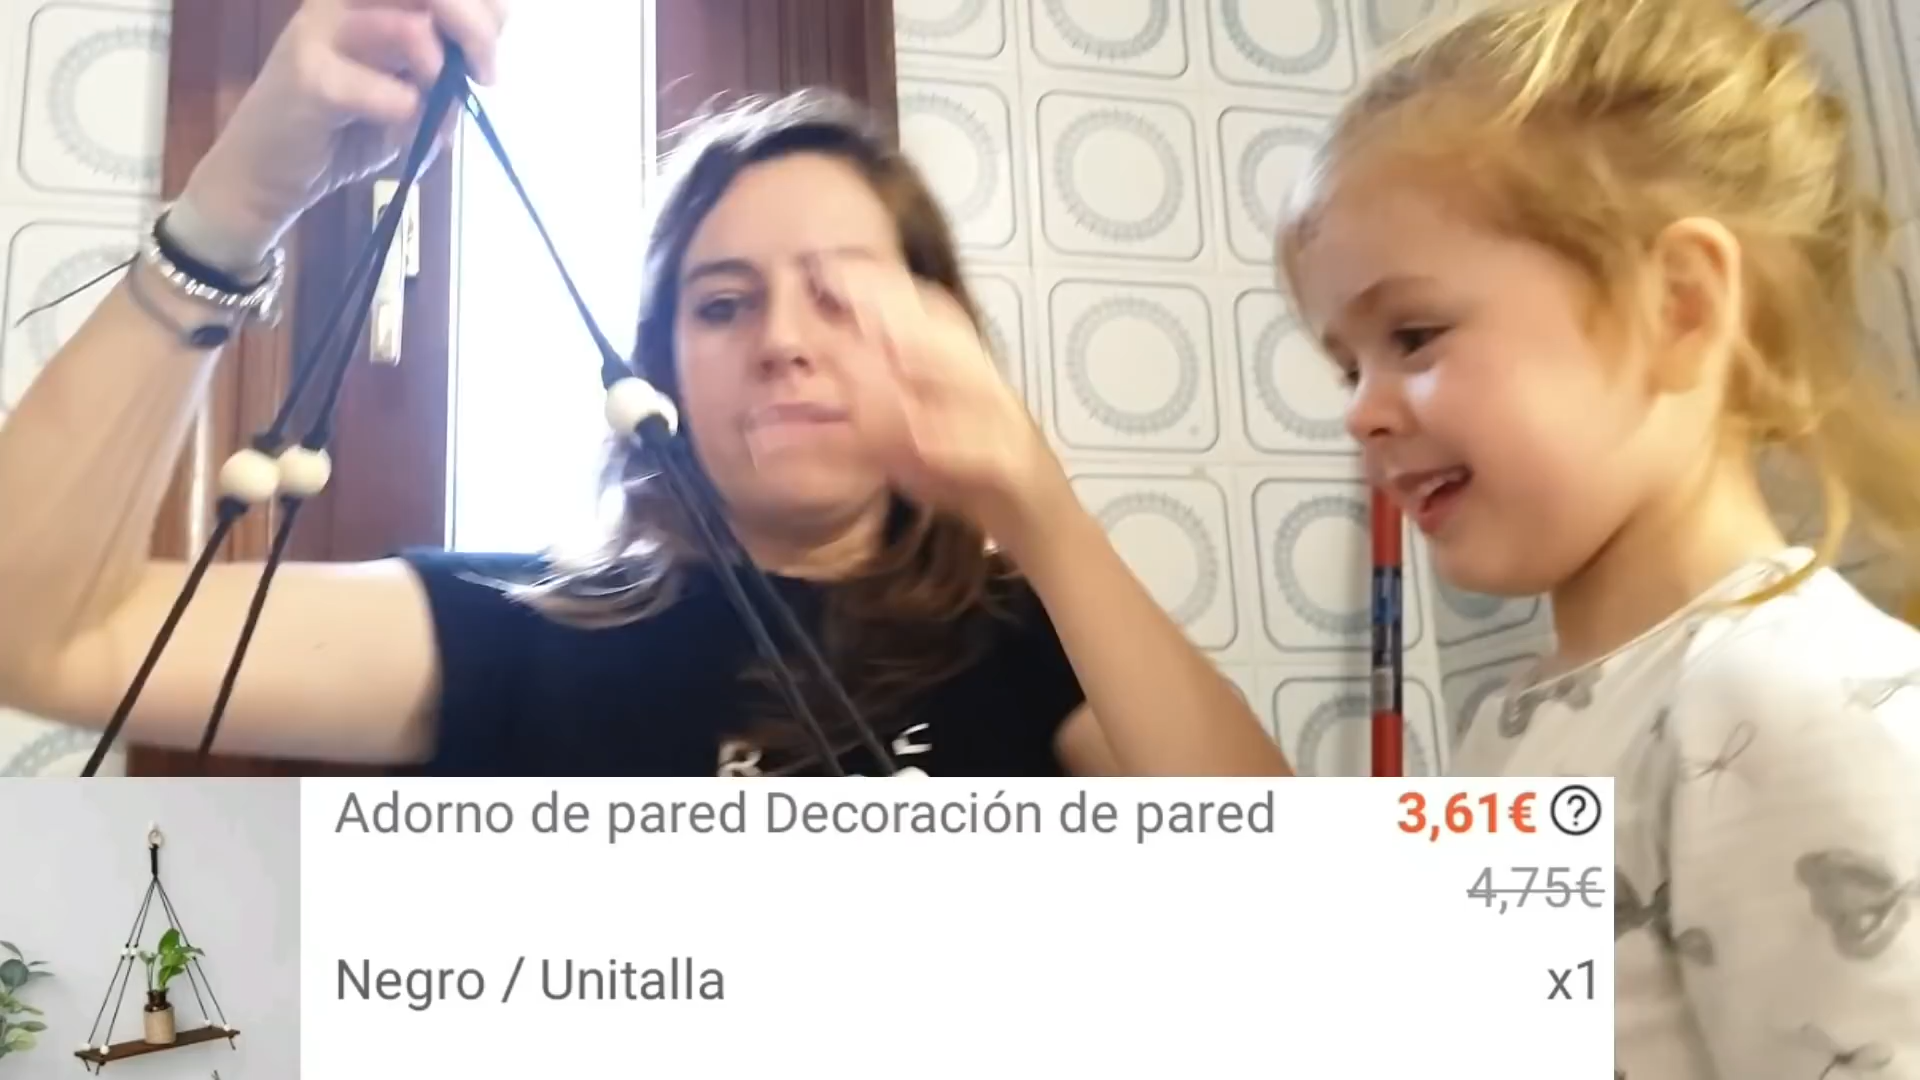 Adorno de pared Decoración de pared
3,61€ ?
4,75€
Negro / Unitalla
x1